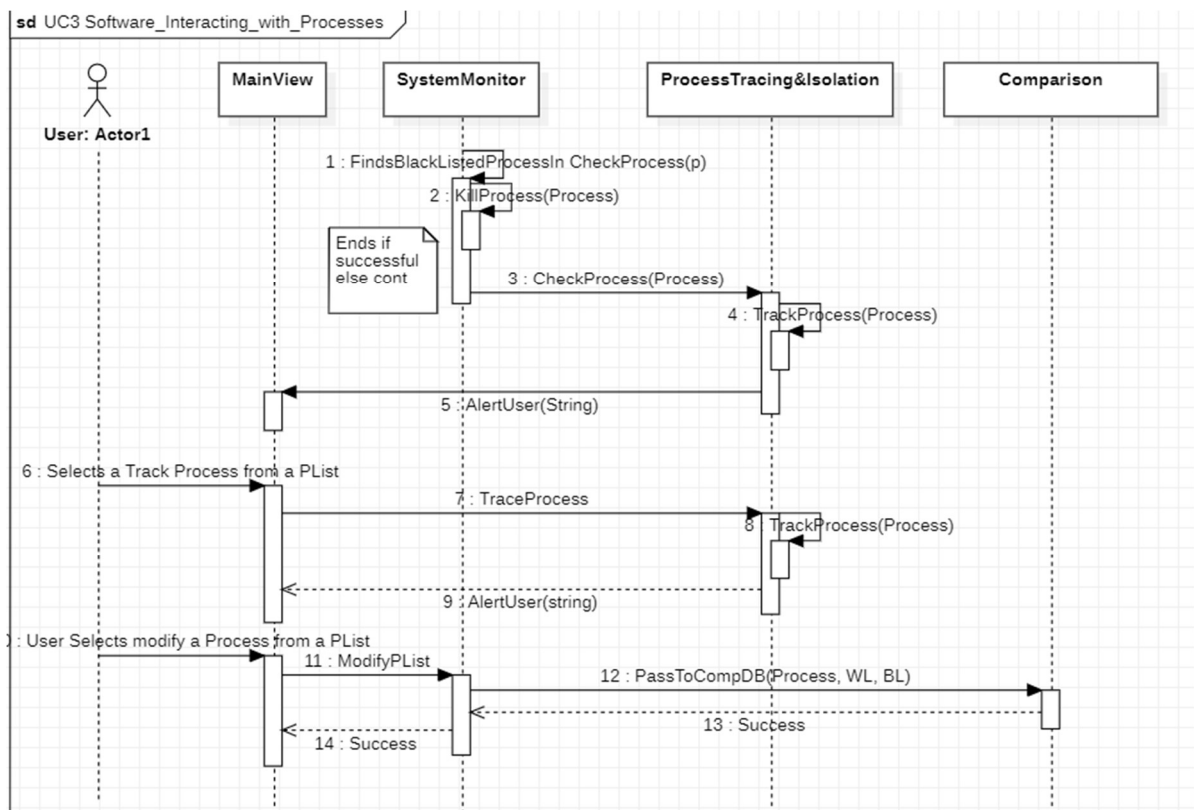 sd UC3 Software_Interacting_with_Processes
MainView
SystemMonitor
ProcessTracing&Isolation
Comparison
User: Actor1
1 : FindsBlackListedProcessIn CheckProcess(p)
2 : KillProcess(Process)
Ends if
successful
else cont
3 : CheckProcess(Process)
4 : TrackProcess(Process)
5 : AlertUser(String)
6 : Selects a Track Process from a PList
7 : TraceProcess
8 : TrackProcess(Process)
9 : AlertUser(string)
: User Selects modify a Process from a PList
11 : ModifyPList
12 : PassToCompDB(Process, WL, BL)
13 : Success
14 : Success